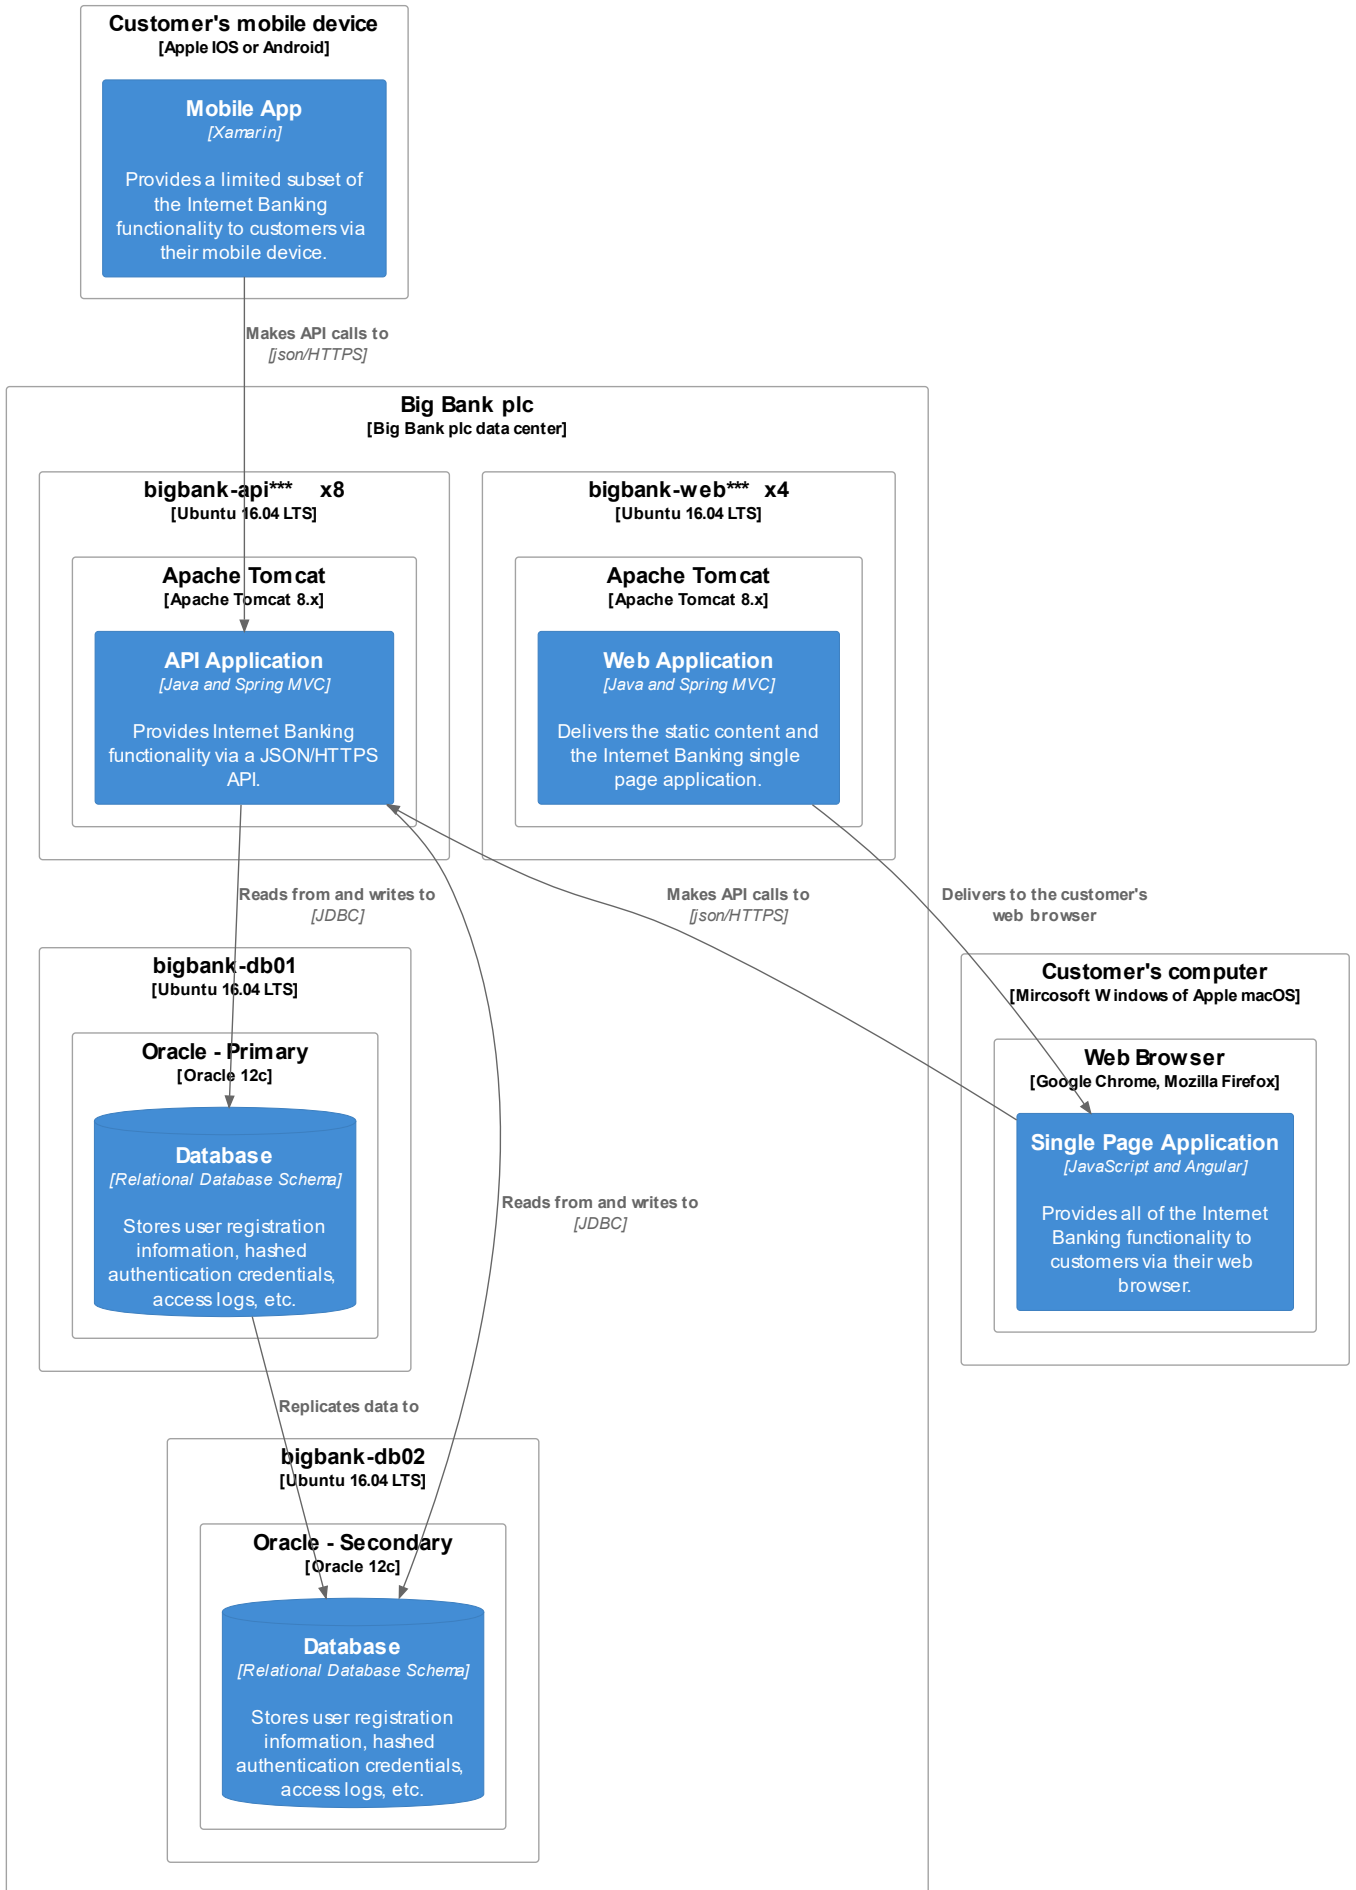 Customer's mobile device
[Apple IOS or Android]
Mobile App
[Xamarin]
Provides a limited subset of
the Internet Banking
functionality to customers via
their mobile device.
Makes API calls to
[json/HTTPS]
Big Bank plc
[Big Bank plc data center]
bigbank-api*** x8
[Ubuntu 16.04 LTS]
Apache Tomcat
[Apache Tomcat 8.x]
API Application
[Java and Spring MVC]
Provides Internet Banking
functionality via a JSON/HTTPS
API.
bigbank-web*** x4
[Ubuntu 16.04 LTS]
Apache Tomcat
[Apache Tomcat 8.x]
Web Application
[Java and Spring MVC]
Delivers the static content and
the Internet Banking single
page application.
Reads from and writes to
[JDBC]
Makes API calls to
[json/HTTPS]
Delivers to the customer's
web browser
bigbank-db01
[Ubuntu 16.04 LTS]
Oracle - Primary
[Oracle 12c]
Database
[Relational Database Schema]
Stores user registration
information, hashed
authentication credentials,
access logs, etc.
Customer's computer
[Mircosoft Windows of Apple macOS]
Web Browser
[Google Chrome, Mozilla Firefox]
Single Page Application
[JavaScript and Angular]
Provides all of the Internet
Banking functionality to
customers via their web
browser.
Reads from and writes to
[JDBC]
Replicates data to
bigbank-db02
[Ubuntu 16.04 LTS]
Oracle - Secondary
[Oracle 12c]
Database
[Relational Database Schema]
Stores user registration
information, hashed
authentication credentials,
access logs, etc.